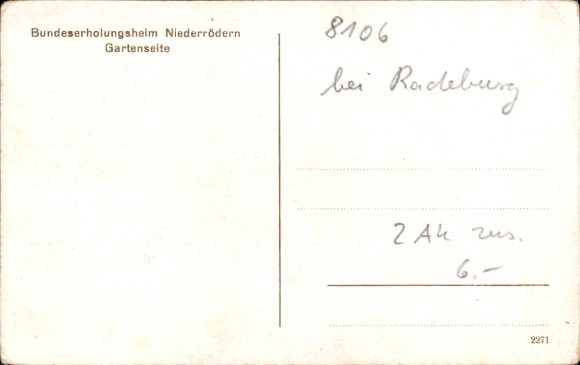 Bundeserholungsheim Niederrödern
Gartenseite
8106
bei Radeburg
2 AK zus.
6.-
2271